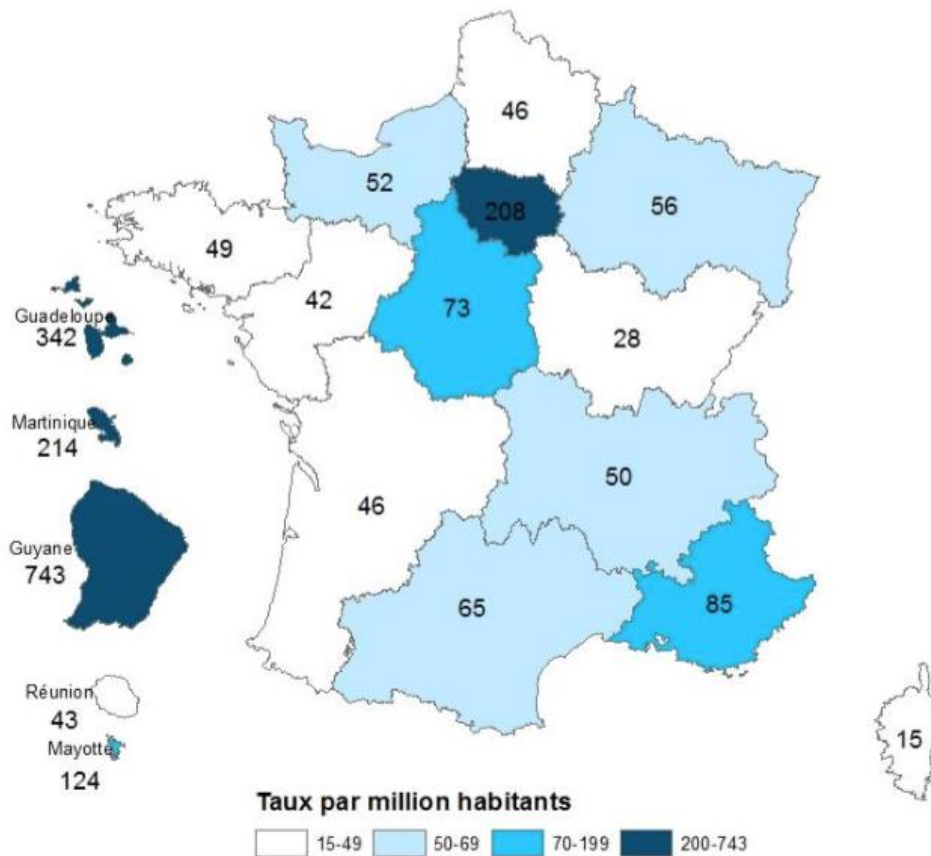 46
52
208
56
49
42
73
28
Guadeloupe
342
Martinique
214
50
46
Guyane
743
65
85
Réunion
43
15
Mayotte
124
Taux par million habitants
15-49 50-69 70-199 200-743